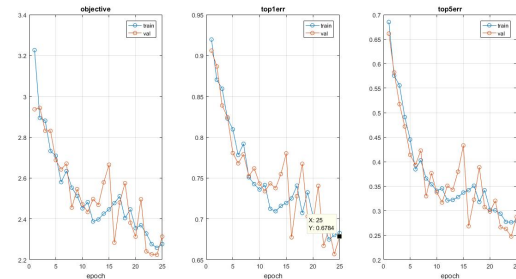 objective
train
val
3.4
3.2
3
2.8
2.6
2.4
2.2
0 5 10 15 20 25
epoch
top1err
train
val
0.95
0.9
0.85
0.8
0.75
0.7
0.65
X: 25
Y: 0.6784
0 5 10 15 20 25
epoch
top5err
train
val
0.7
0.65
0.6
0.55
0.5
0.45
0.4
0.35
0.3
0.25
0.2
0 5 10 15 20
epoch